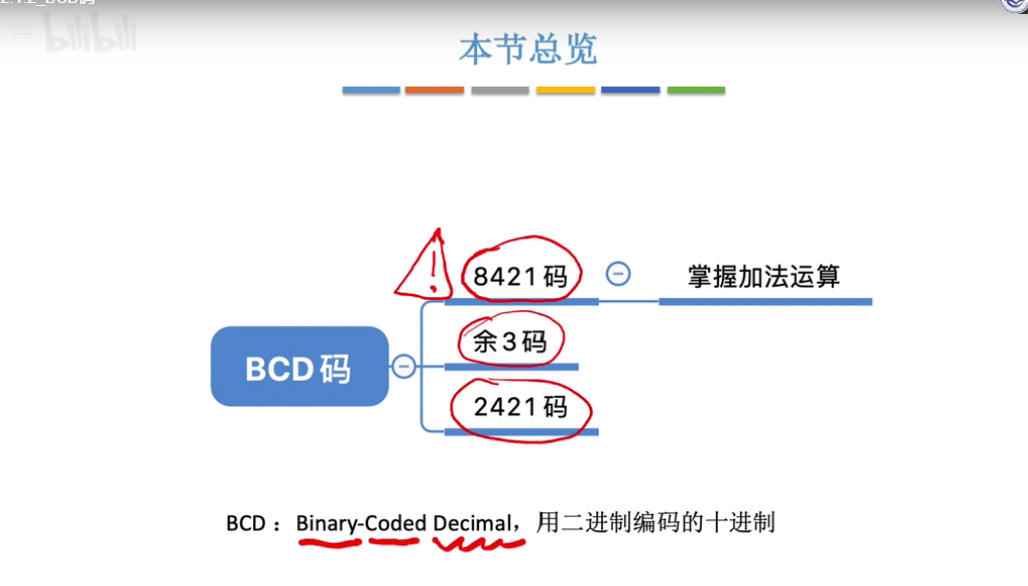 2.1.2_BCD码
bilibili
本节总览
8421码
掌握加法运算
余3码
BCD码
2421码
BCD：Binary-Coded Decimal，用二进制编码的十进制